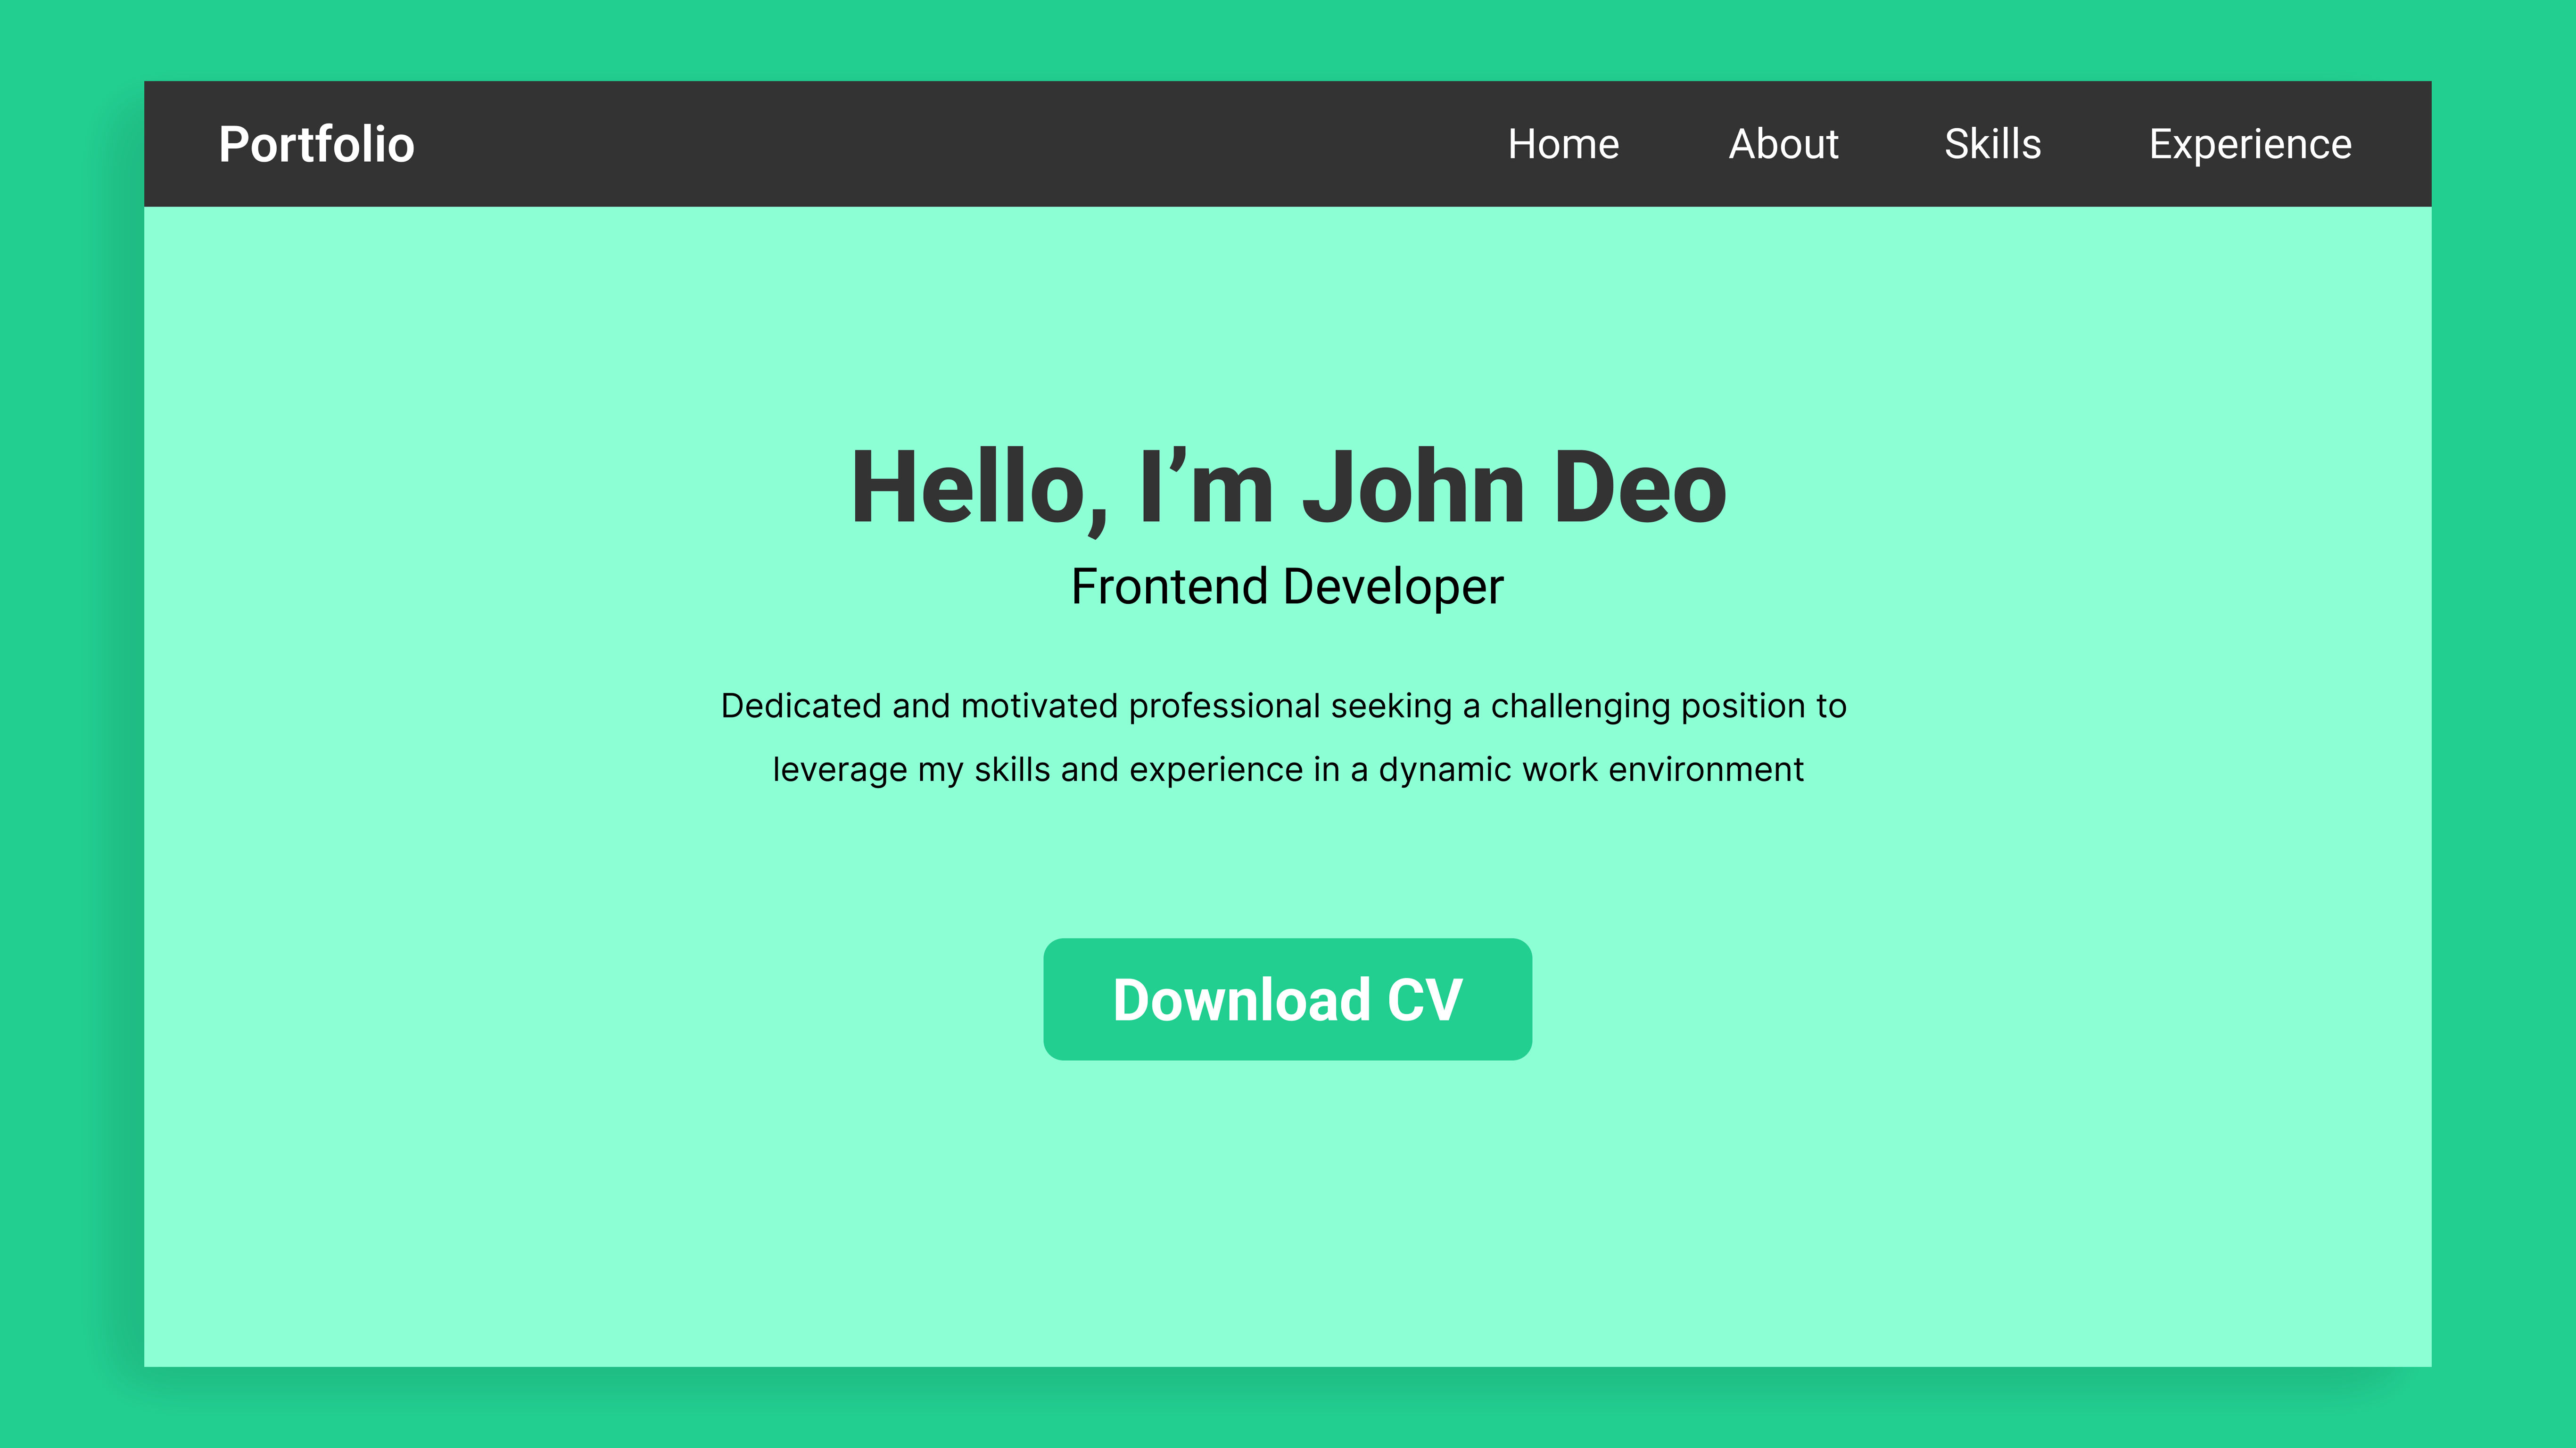 Portfolio
Home About Skills Experience
Hello, I’m John Deo
Frontend Developer
Dedicated and motivated professional seeking a challenging position to
leverage my skills and experience in a dynamic work environment
Download CV